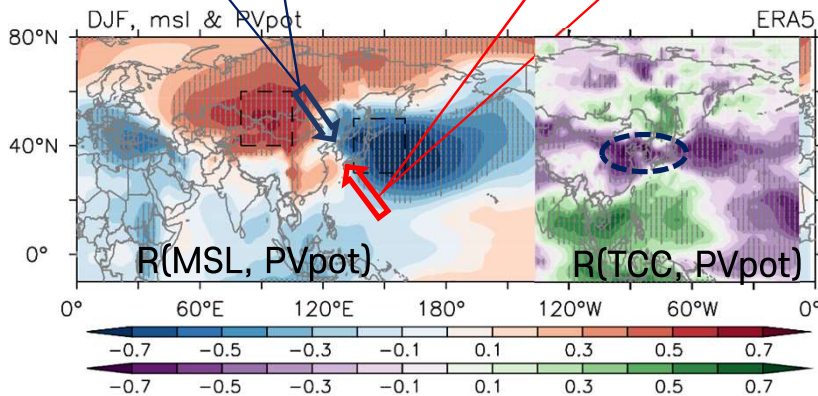 DJF, msl & PVpot ERA5
80°N
40°N
0°
R(MSL, PVpot) R(TCC, PVpot)
0° 60°E 120°E 180° 120°W 60°W 0°
-0.7 -0.5 -0.3 -0.1 0.1 0.3 0.5 0.7
-0.7 -0.5 -0.3 -0.1 0.1 0.3 0.5 0.7